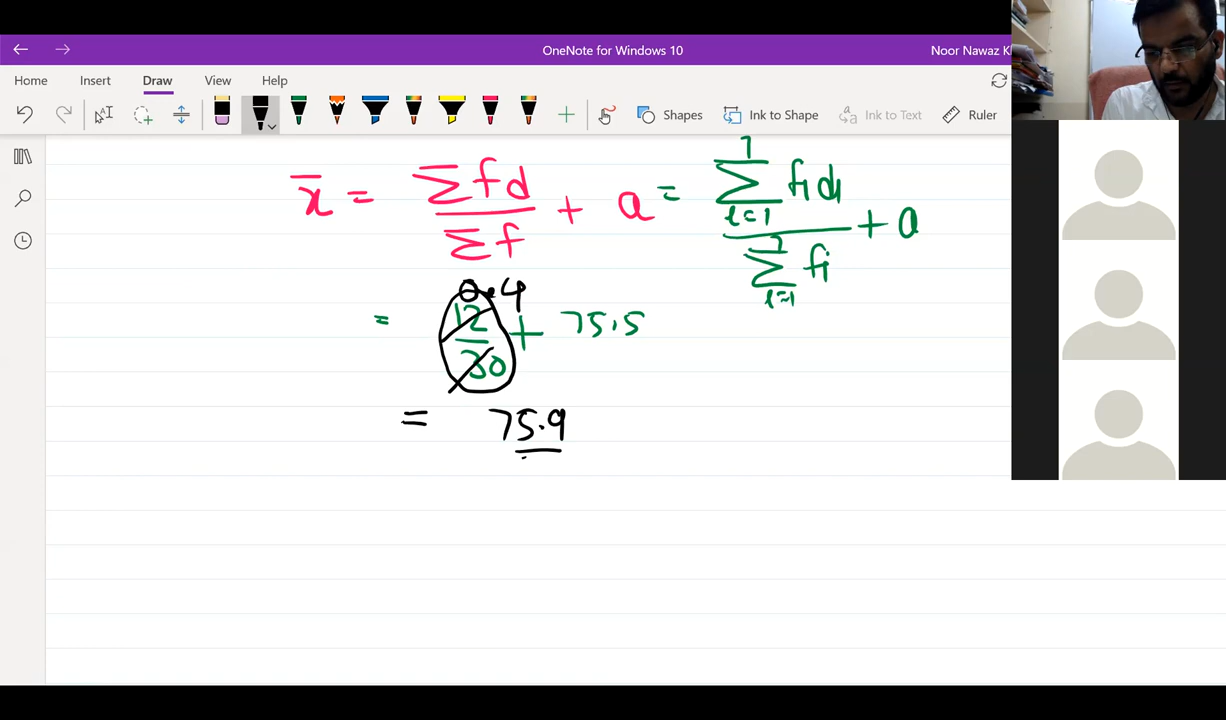 OneNote for Windows 10
Noor Nawaz K
Home Insert Draw View Help
Shapes Ink to Shape Ink to Text Ruler
x̄ = Σfd / Σf + a = Σ_{i=1}^{7} fidi / Σ_{i=1}^{7} fi + a
0.4
= 12/30 + 75.5
= 75.9